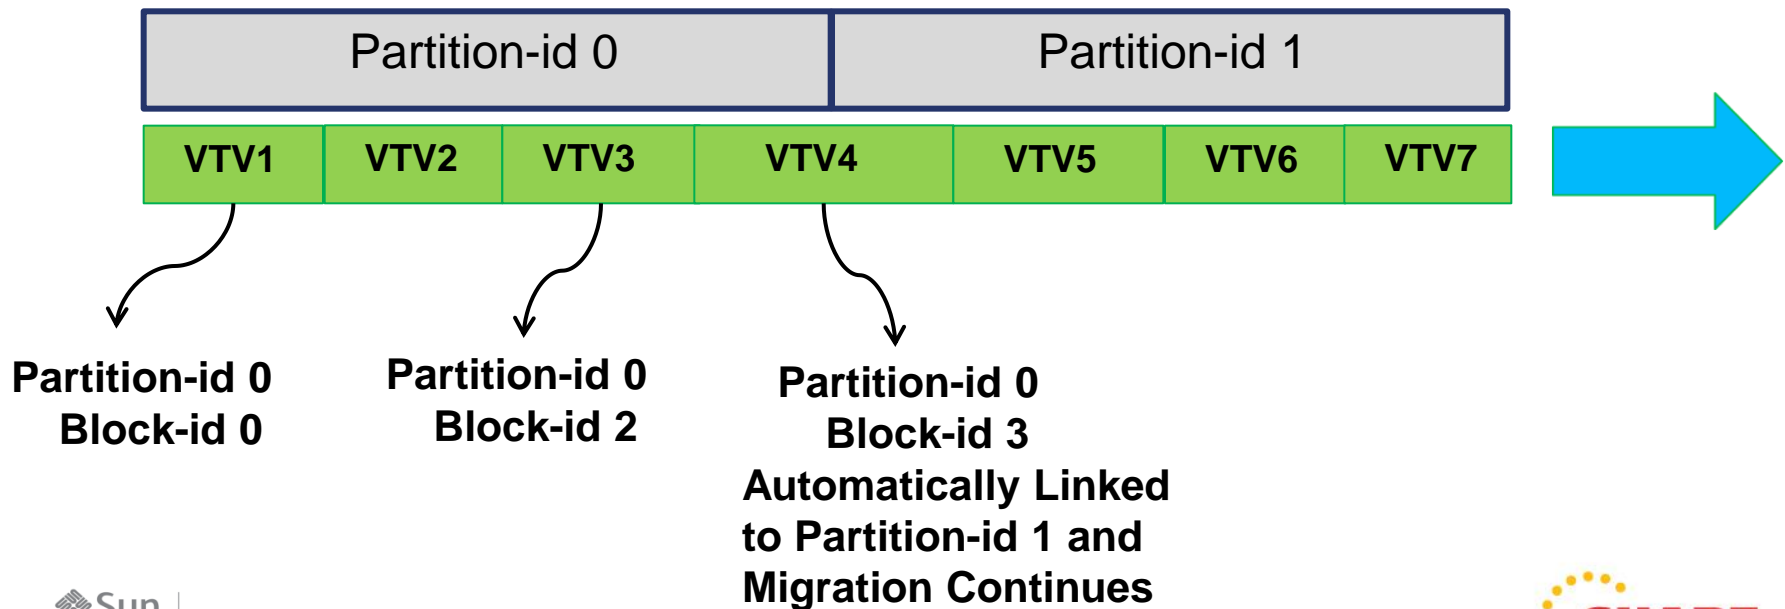 Partition-id 0 Partition-id 1
VTV1 VTV2 VTV3 VTV4 VTV5 VTV6 VTV7
Partition-id 0
Block-id 0
Partition-id 0
Block-id 2
Partition-id 0
Block-id 3
Automatically Linked
to Partition-id 1 and
Migration Continues
Sun